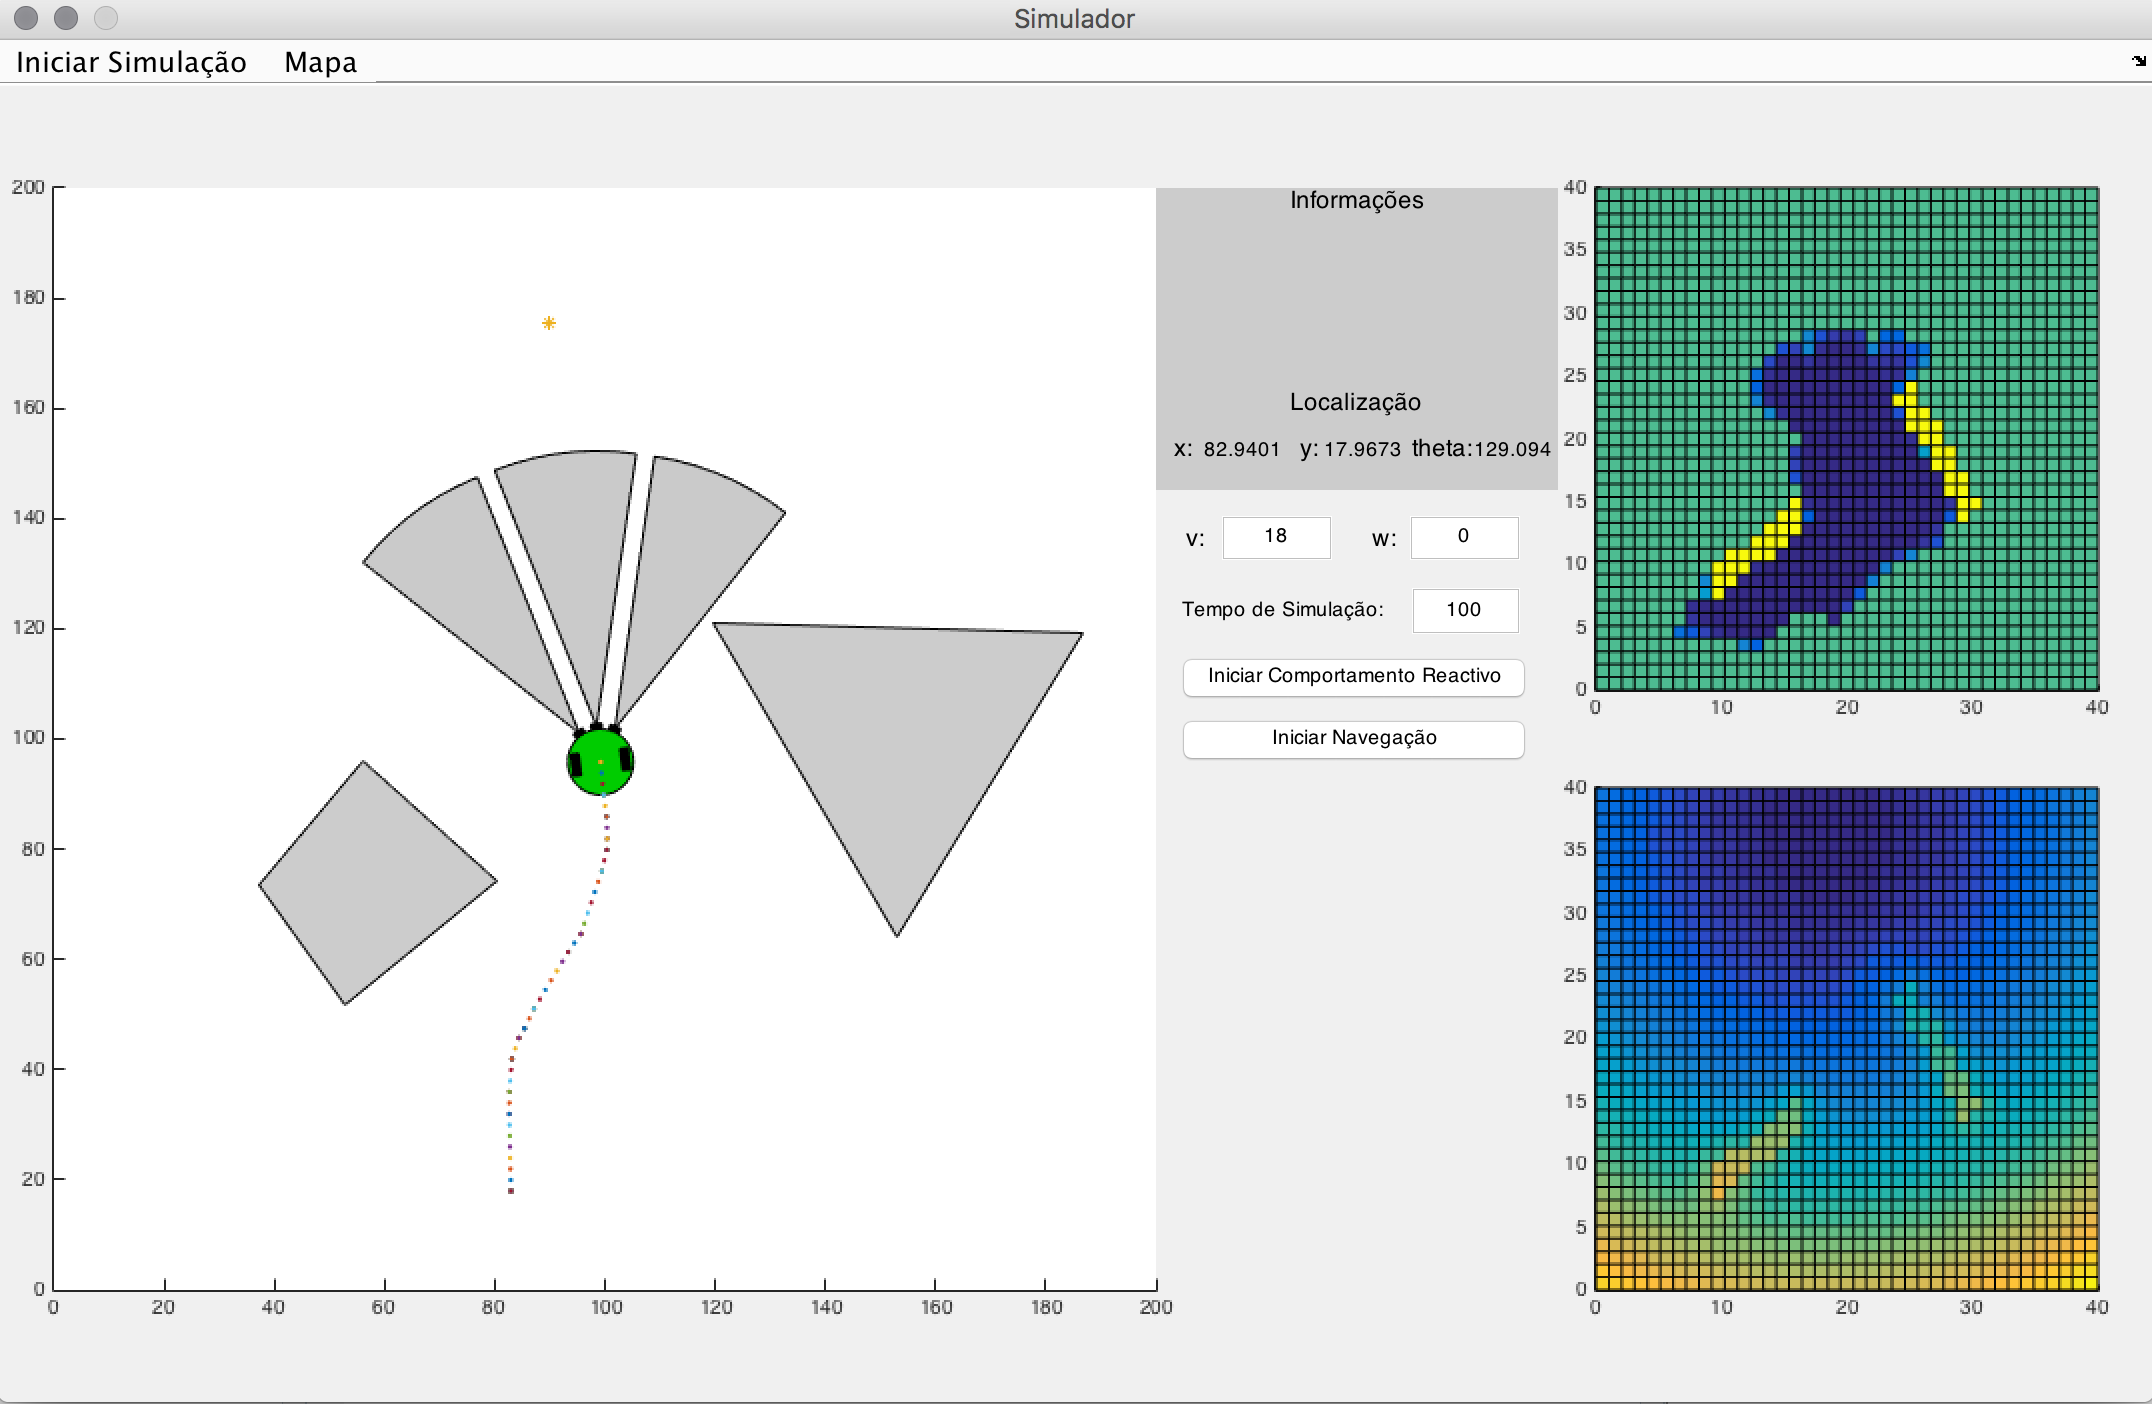 Simulador
Iniciar Simulação Mapa
200
180
160
140
120
100
80
60
40
20
0
0 20 40 60 80 100 120 140 160 180 200
Informações
Localização
x: 82.9401 y: 17.9673 theta:129.094
v: 18 w: 0
Tempo de Simulação: 100
Iniciar Comportamento Reactivo
Iniciar Navegação
40
35
30
25
20
15
10
5
0
0 10 20 30 40
40
35
30
25
20
15
10
5
0
0 10 20 30 40